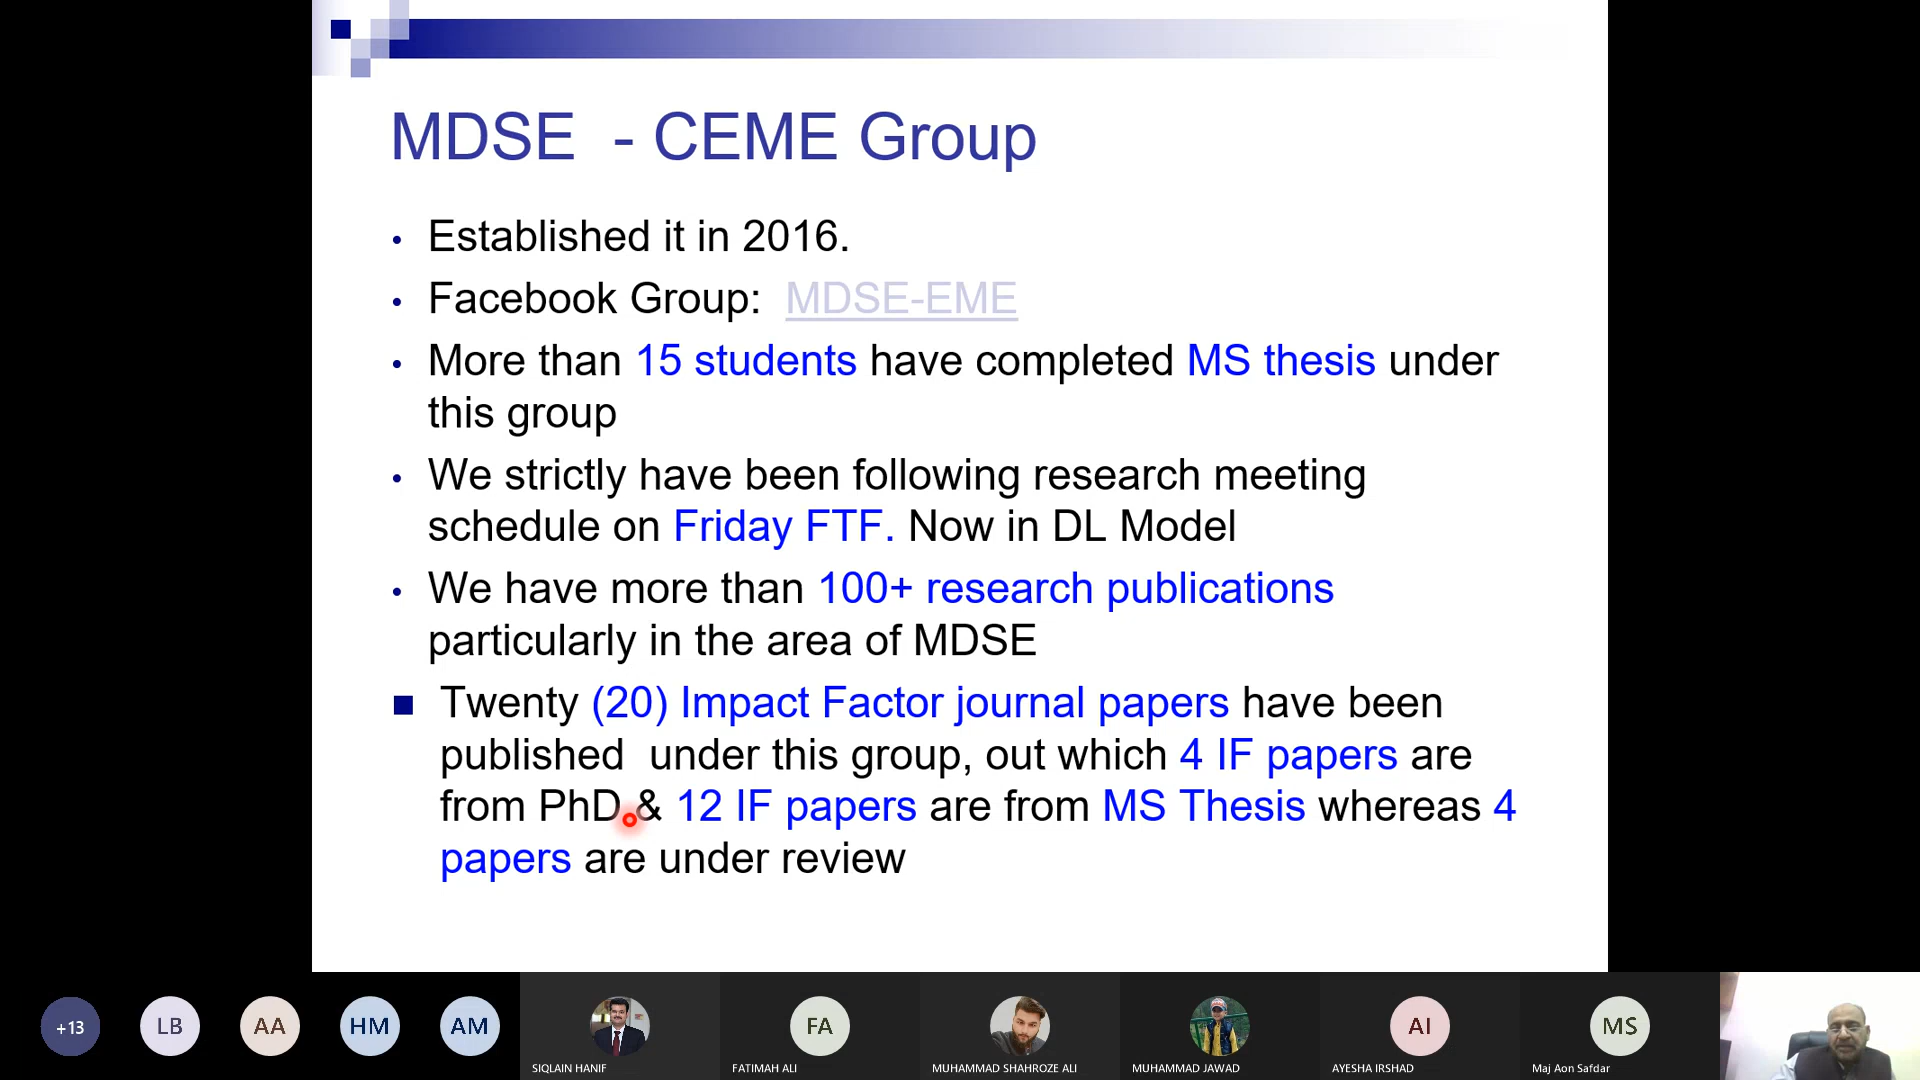 MDSE - CEME Group
• Established it in 2016.
• Facebook Group: MDSE-EME
• More than 15 students have completed MS thesis under
this group
• We strictly have been following research meeting
schedule on Friday FTF. Now in DL Model
• We have more than 100+ research publications
particularly in the area of MDSE
■ Twenty (20) Impact Factor journal papers have been
published under this group, out which 4 IF papers are
from PhD & 12 IF papers are from MS Thesis whereas 4
papers are under review
+13
LB
AA
HM
AM
SIQLAIN HANIF
FA
FATIMAH ALI
MUHAMMAD SHAHROZE ALI
MUHAMMAD JAWAD
AI
AYESHA IRSHAD
MS
Maj Aon Safdar